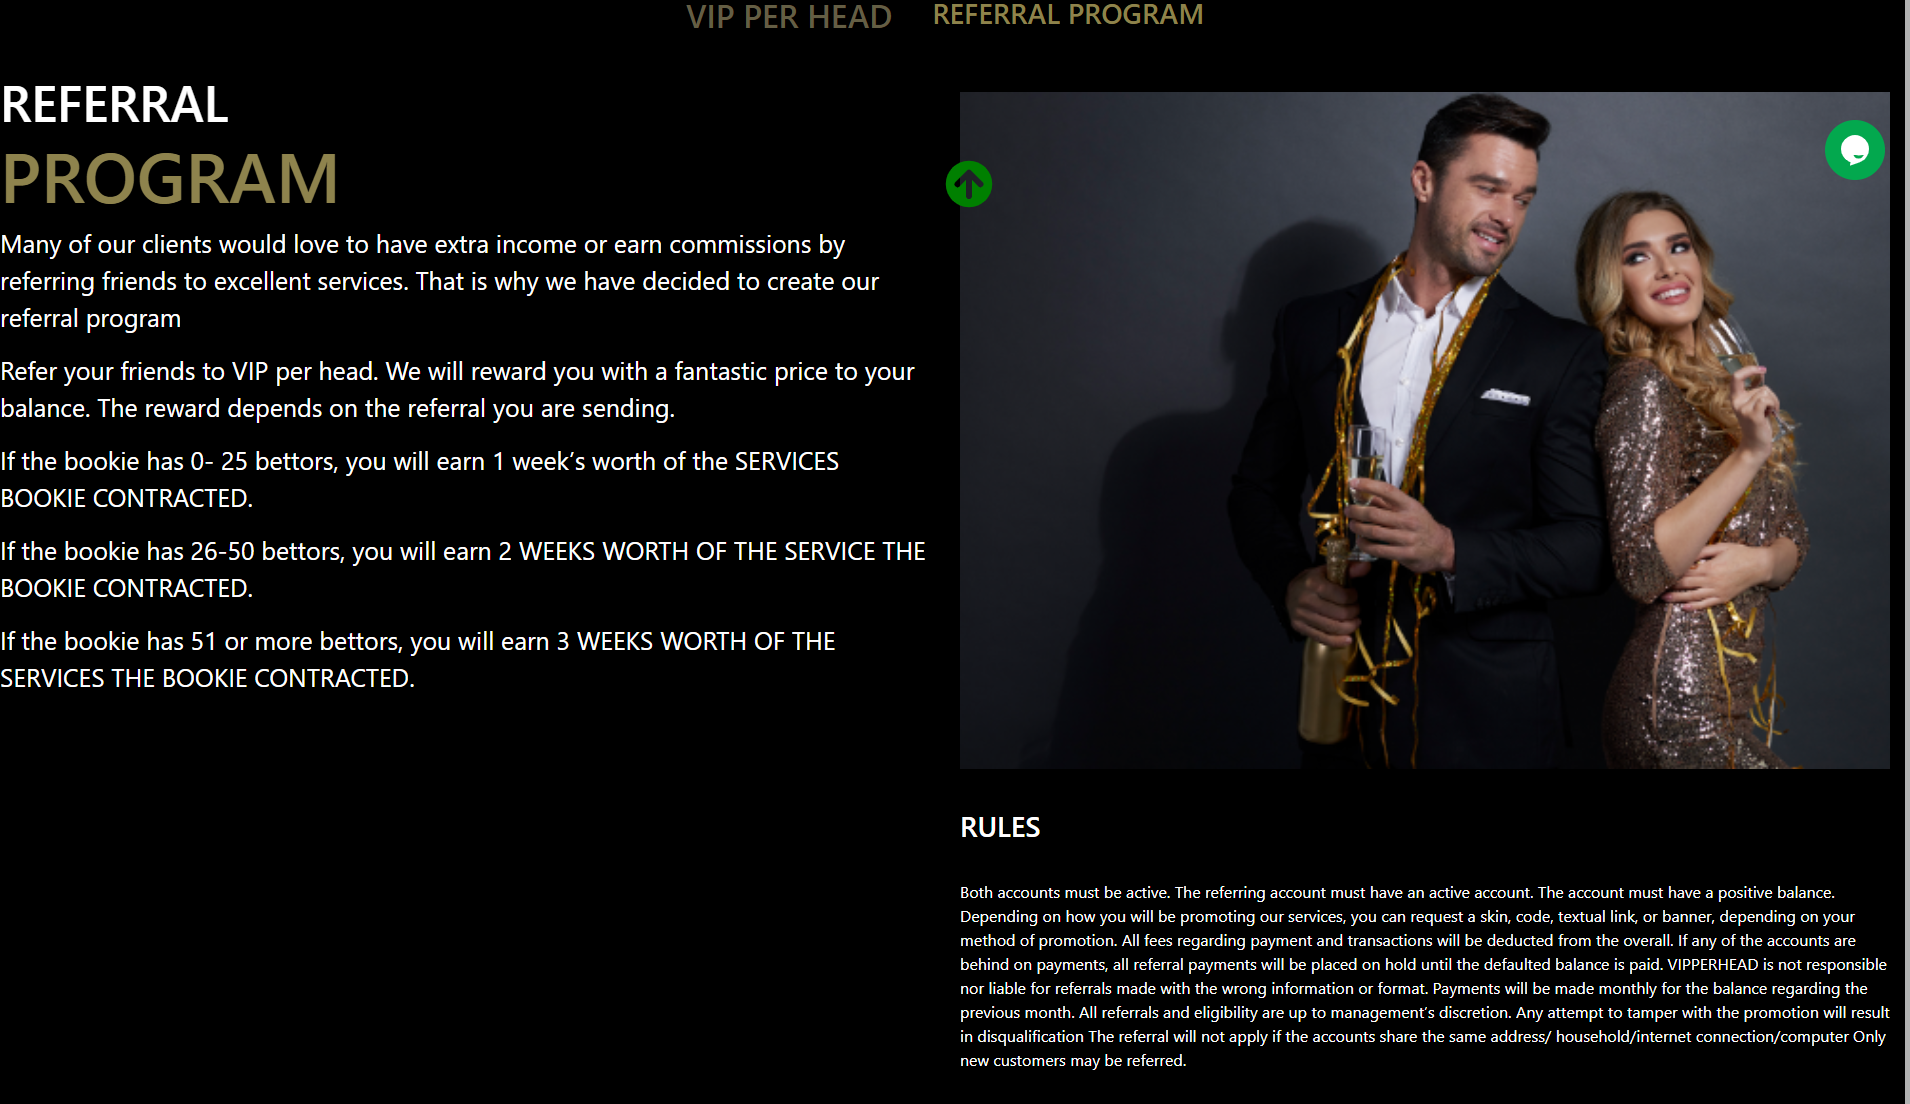 VIP PER HEAD
REFERRAL PROGRAM
REFERRAL
PROGRAM
Many of our clients would love to have extra income or earn commissions by
referring friends to excellent services. That is why we have decided to create our
referral program
Refer your friends to VIP per head. We will reward you with a fantastic price to your
balance. The reward depends on the referral you are sending.
If the bookie has 0- 25 bettors, you will earn 1 week’s worth of the SERVICES
BOOKIE CONTRACTED.
If the bookie has 26-50 bettors, you will earn 2 WEEKS WORTH OF THE SERVICE THE
BOOKIE CONTRACTED.
If the bookie has 51 or more bettors, you will earn 3 WEEKS WORTH OF THE
SERVICES THE BOOKIE CONTRACTED.
RULES
Both accounts must be active. The referring account must have an active account. The account must have a positive balance.
Depending on how you will be promoting our services, you can request a skin, code, textual link, or banner, depending on your
method of promotion. All fees regarding payment and transactions will be deducted from the overall. If any of the accounts are
behind on payments, all referral payments will be placed on hold until the defaulted balance is paid. VIPPERHEAD is not responsible
nor liable for referrals made with the wrong information or format. Payments will be made monthly for the balance regarding the
previous month. All referrals and eligibility are up to management’s discretion. Any attempt to tamper with the promotion will result
in disqualification The referral will not apply if the accounts share the same address/ household/internet connection/computer Only
new customers may be referred.